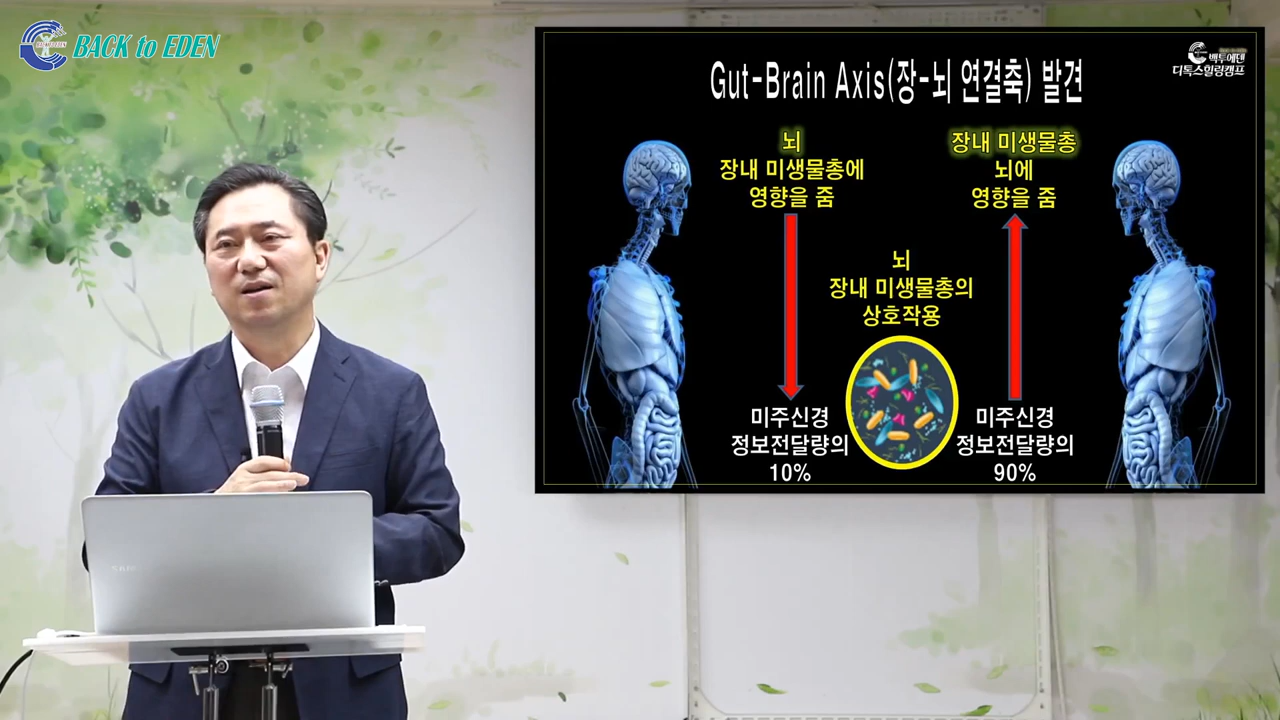 BACK to EDEN
백투에덴
디톡스힐링캠프
Gut-Brain Axis(장-뇌 연결축) 발견
뇌
장내 미생물총에
영향을 줌
장내 미생물총
뇌에
영향을 줌
뇌
장내 미생물총의
상호작용
미주신경
정보전달량의
10%
미주신경
정보전달량의
90%